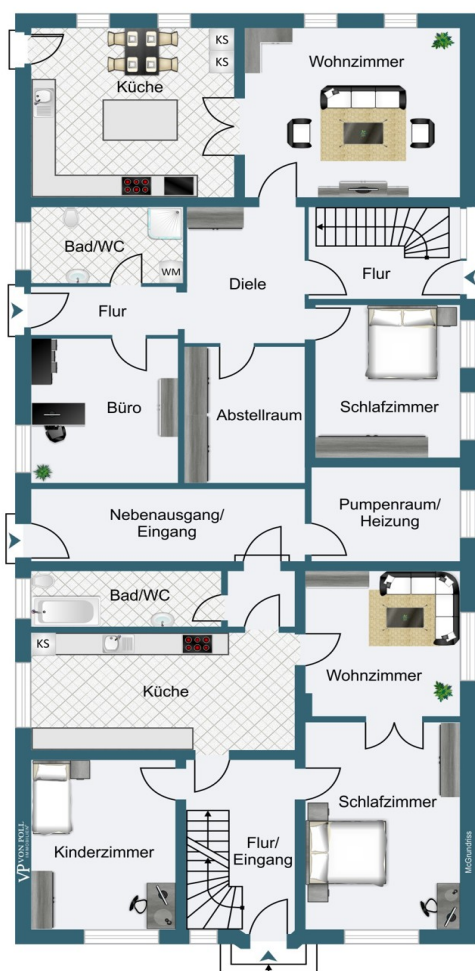 KS
KS
Küche
Wohnzimmer
Bad/WC
WM
Flur
Diele
Flur
Büro
Abstellraum
Schlafzimmer
Nebenausgang/
Eingang
Pumpenraum/
Heizung
Bad/WC
KS
Küche
Wohnzimmer
Kinderzimmer
Flur/
Eingang
Schlafzimmer
VP VON POLL
IMMOBILIEN
McGrundriss